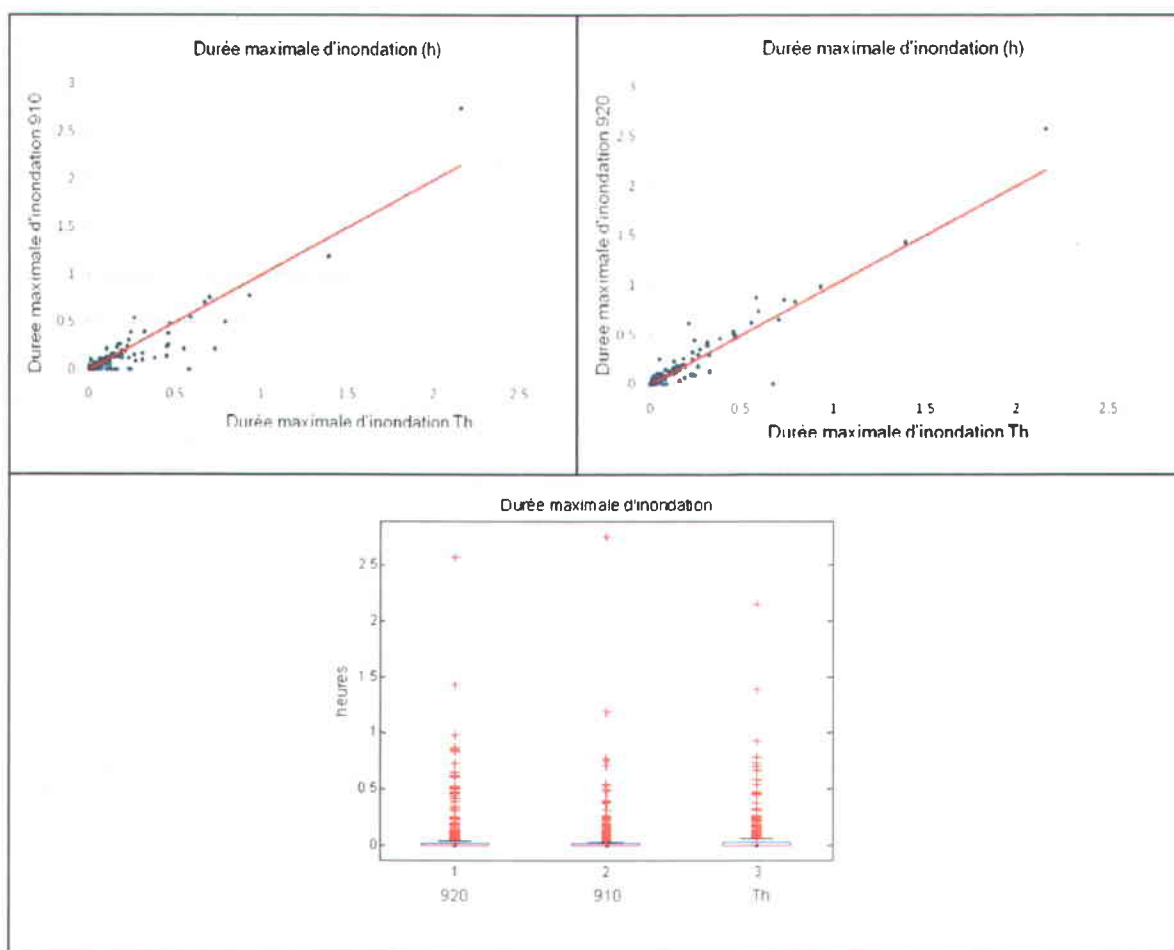 Durée maximale d'inondation (h)
Durée maximale d'inondation 910
3
2.5
2
1.5
1
0.5
0
0 0.5 1 1.5 2 2.5
Durée maximale d'inondation Th
Durée maximale d'inondation (h)
Durée maximale d'inondation 920
3
2.5
2
1.5
1
0.5
0
0 0.5 1 1.5 2 2.5
Durée maximale d'inondation Th
Durée maximale d'inondation
heures
2.5
2
1.5
1
0.5
0
1 2 3
920 910 Th